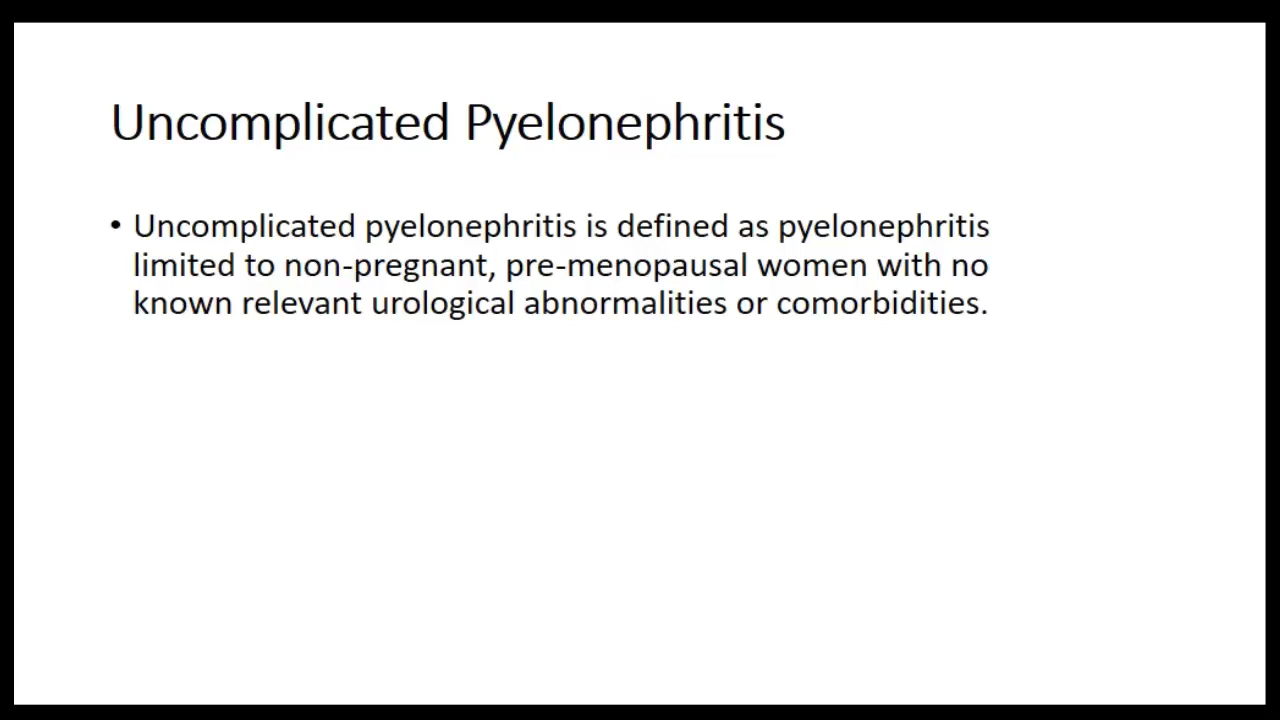 Uncomplicated Pyelonephritis
• Uncomplicated pyelonephritis is defined as pyelonephritis
limited to non-pregnant, pre-menopausal women with no
known relevant urological abnormalities or comorbidities.